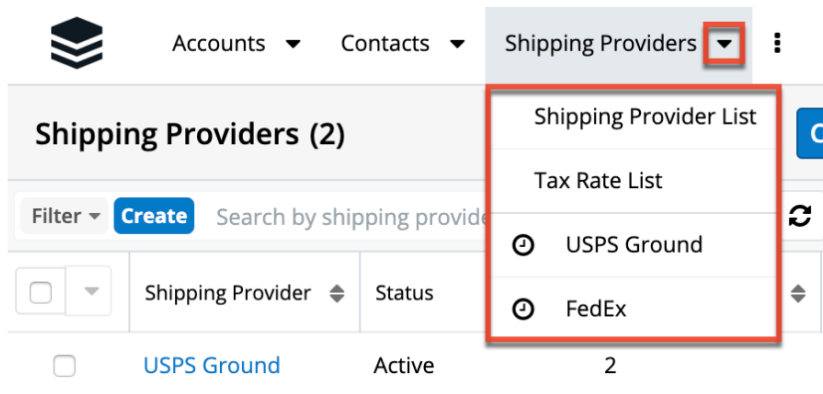 Accounts Contacts Shipping Providers
Shipping Providers (2)
Shipping Provider List
Tax Rate List
Filter Create Search by shipping provide
USPS Ground
FedEx
Shipping Provider Status
USPS Ground Active 2